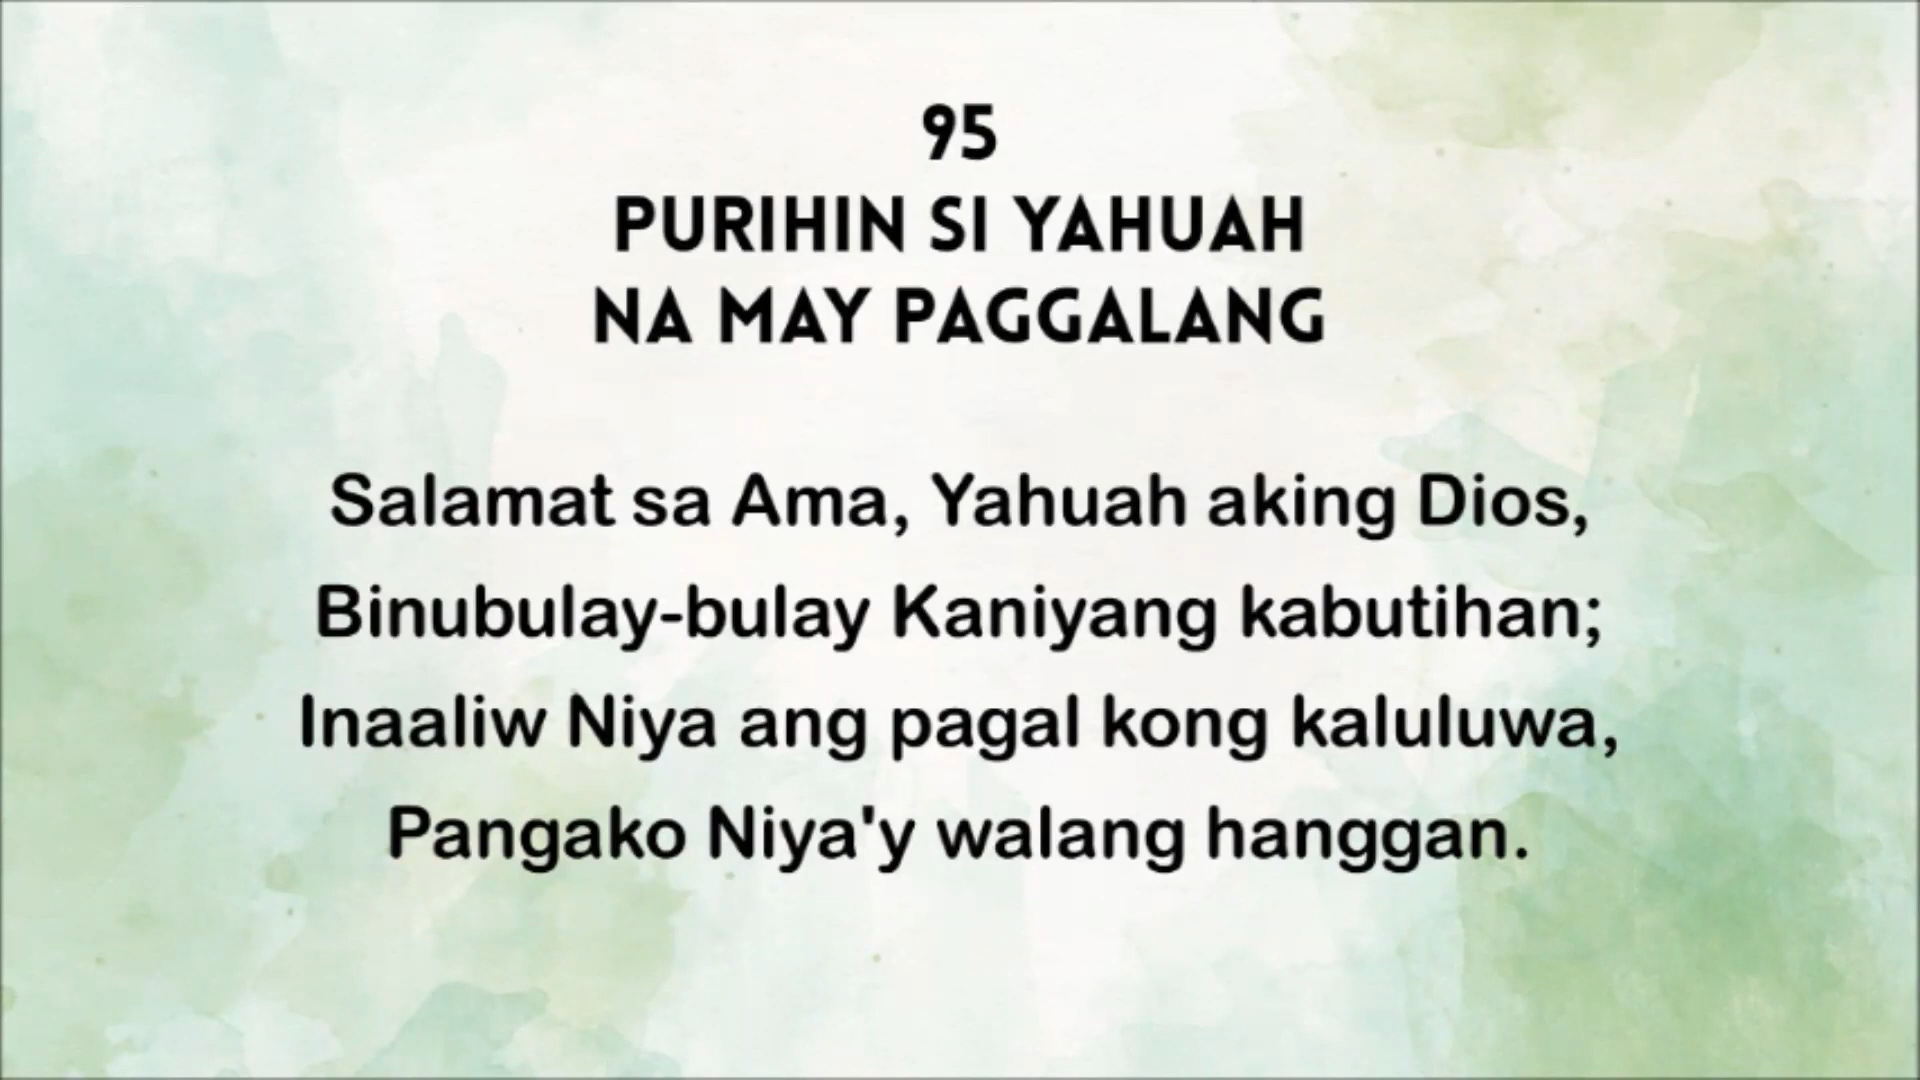 95
PURIHIN SI YAHUAH
NA MAY PAGGALANG
Salamat sa Ama, Yahuah aking Dios,
Binubulay-bulay Kaniyang kabutihan;
Inaaliw Niya ang pagal kong kaluluwa,
Pangako Niya'y walang hanggan.